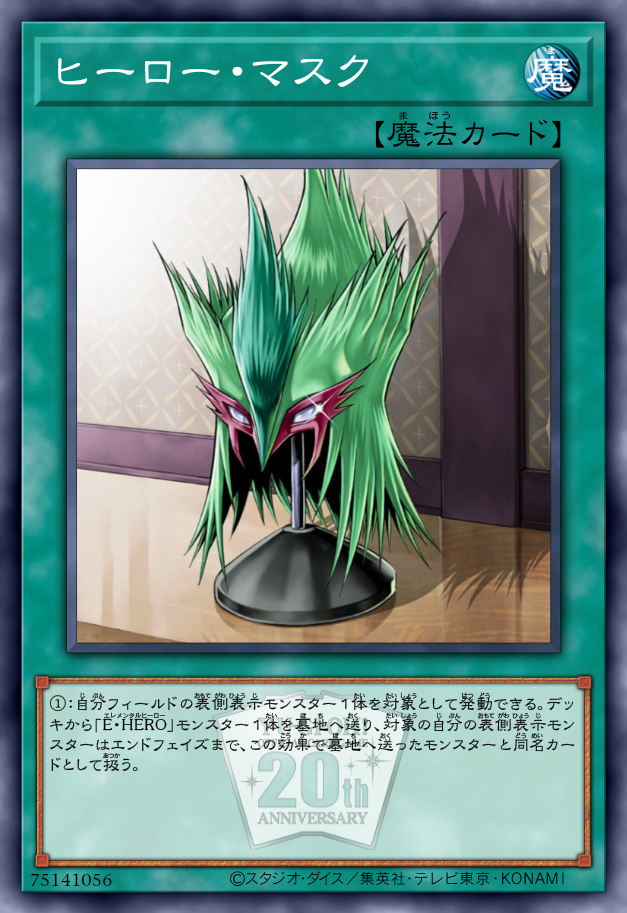 ヒーロー・マスク
魔
【魔法カード】
①：自分フィールドの表側表示モンスター１体を対象として発動できる。デッ
キから「E・HERO」モンスター１体を墓地へ送り、対象の自分の表側表示モン
スターはエンドフェイズまで、この効果で墓地へ送ったモンスターと同名カー
ドとして扱う。
20th
ANNIVERSARY
75141056
©スタジオ・ダイス／集英社・テレビ東京・KONAMI